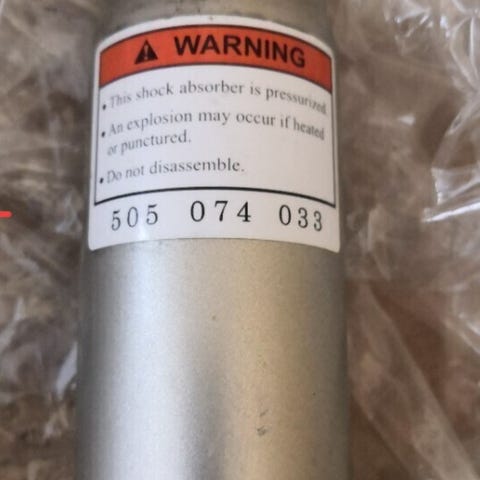 WARNING
• This shock absorber is pressurized.
• An explosion may occur if heated
or punctured.
• Do not disassemble.
505 074 033